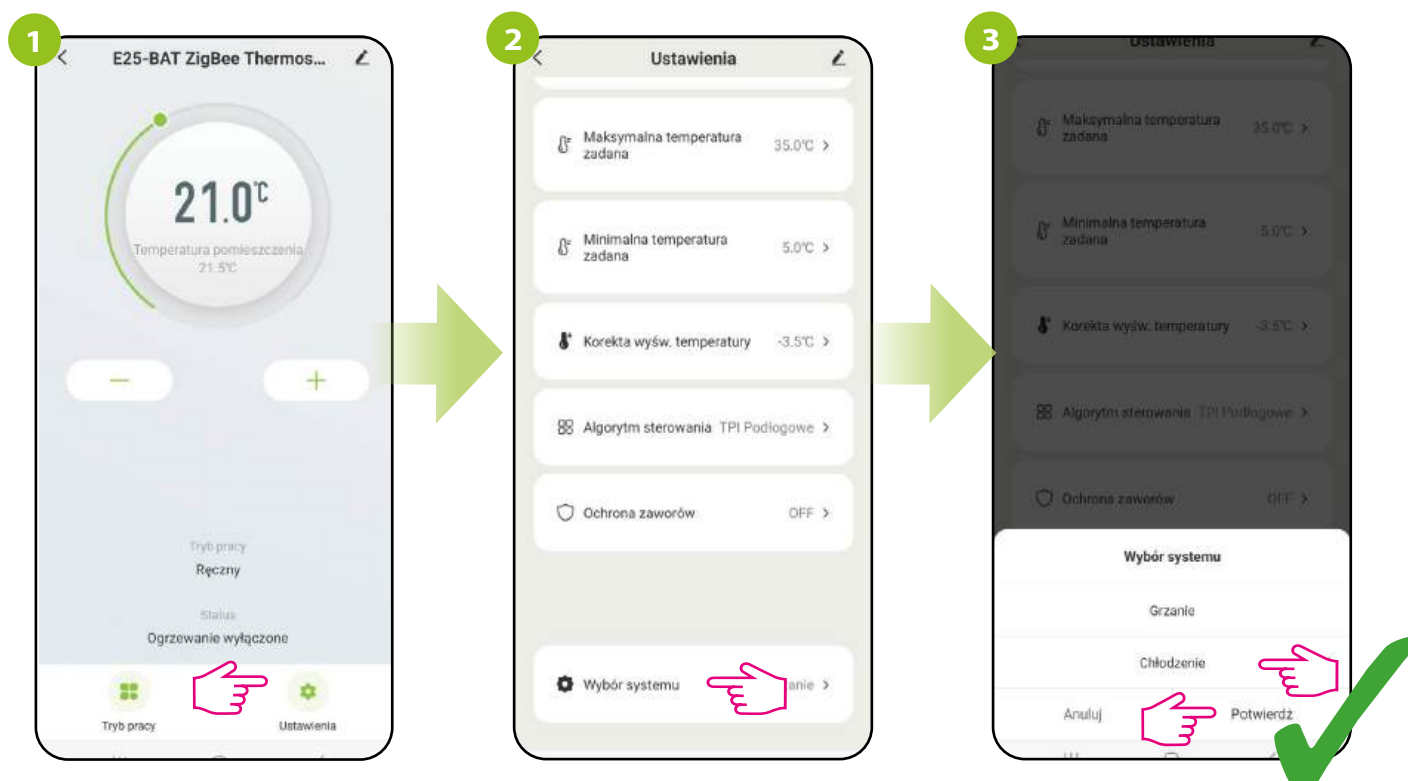 1
E25-BAT ZigBee Thermos...
21.0℃
Temperatura pomieszczenia
21.5℃
Tryb pracy
Ręczny
Status
Ogrzewanie wyłączone
Tryb pracy
Ustawienia
2
Ustawienia
Maksymalna temperatura
zadana
35.0℃
Minimalna temperatura
zadana
5.0℃
Korekta wyśw. temperatury -3.5℃
Algorytm sterowania TPI Podłogowe
Ochrona zaworów OFF
Wybór systemu anie
3
Ustawienia
Maksymalna temperatura
zadana
35.0℃
Minimalna temperatura
zadana
5.0℃
Korekta wyśw. temperatury -3.5℃
Algorytm sterowania TPI Podłogowe
Ochrona zaworów OFF
Wybór systemu
Grzanie
Chłodzenie
Anuluj
Potwierdź